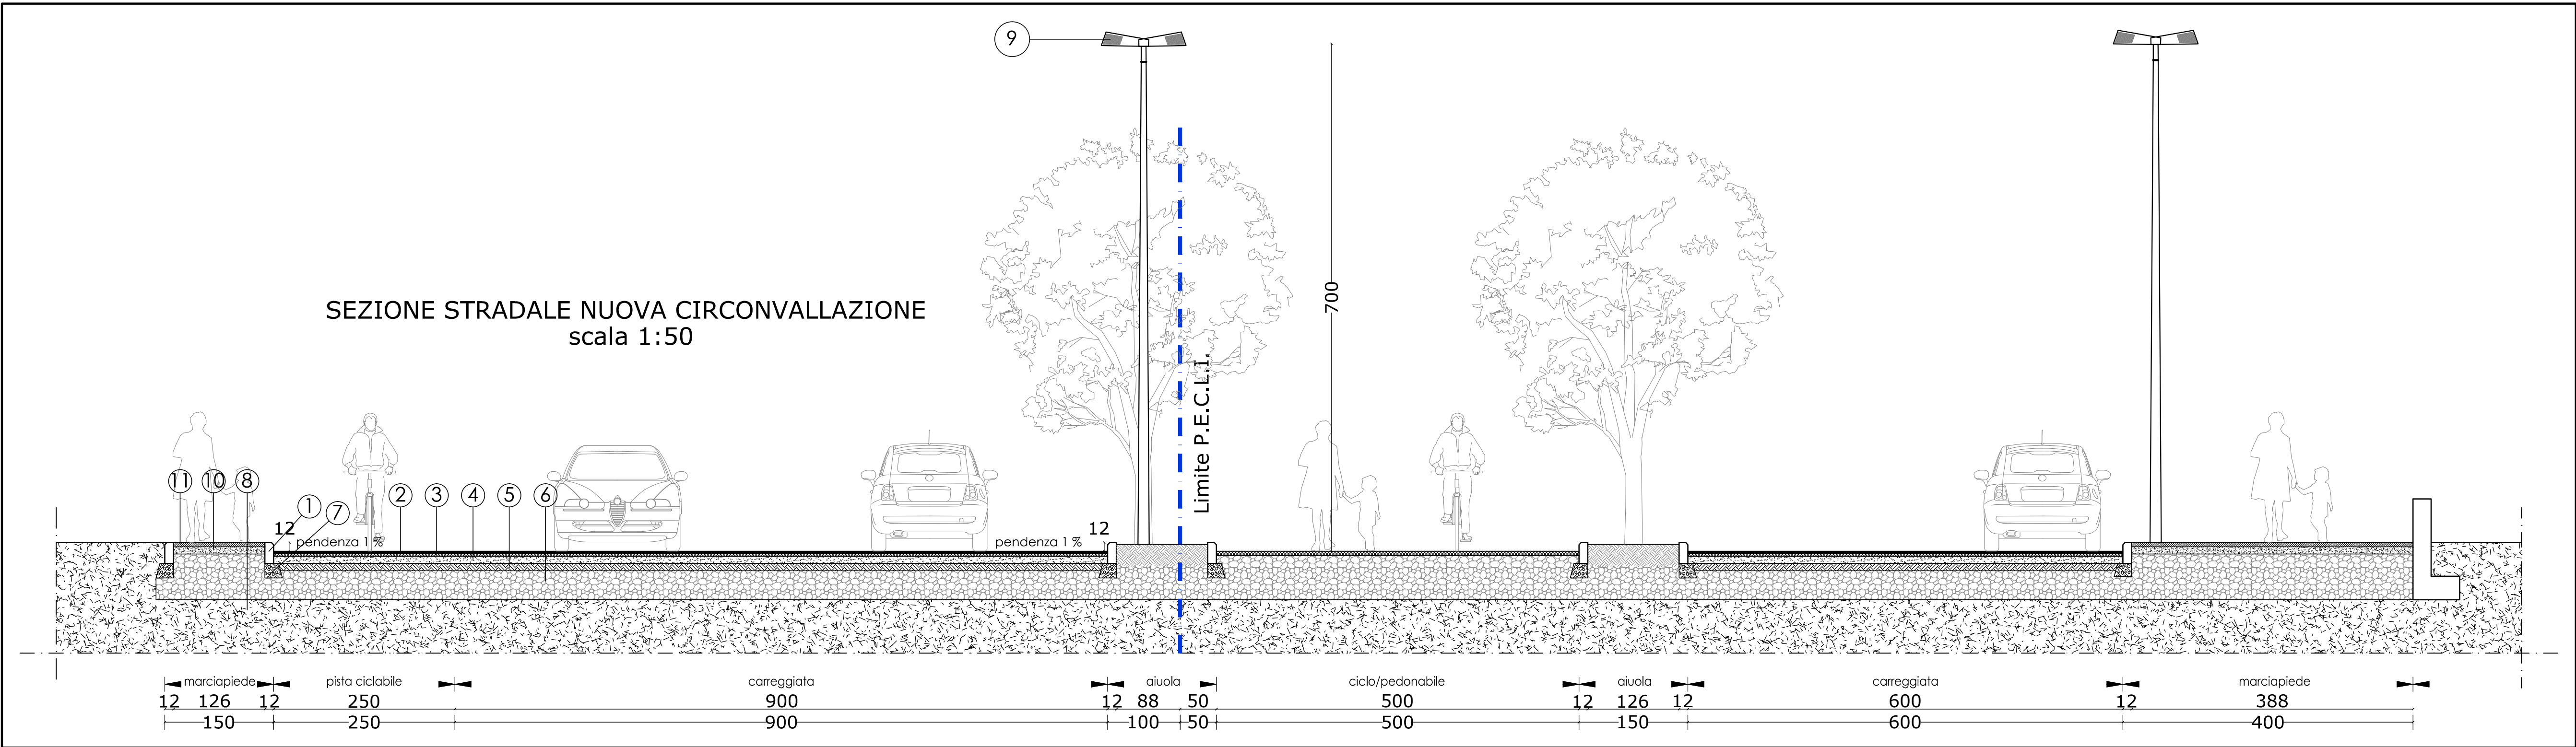 9
SEZIONE STRADALE NUOVA CIRCONVALLAZIONE
scala 1:50
700
Limite P.E.C.L.I.
11 10 8 1 7 2 3 4 5 6
12 pendenza 1 %
12 pendenza 1 %
marciapiede pista ciclabile carreggiata aiuola ciclo/pedonabile aiuola carreggiata marciapiede
12 126 12 250 900 12 88 50 500 12 126 12 600 12 388
150 250 900 100 50 500 150 600 400